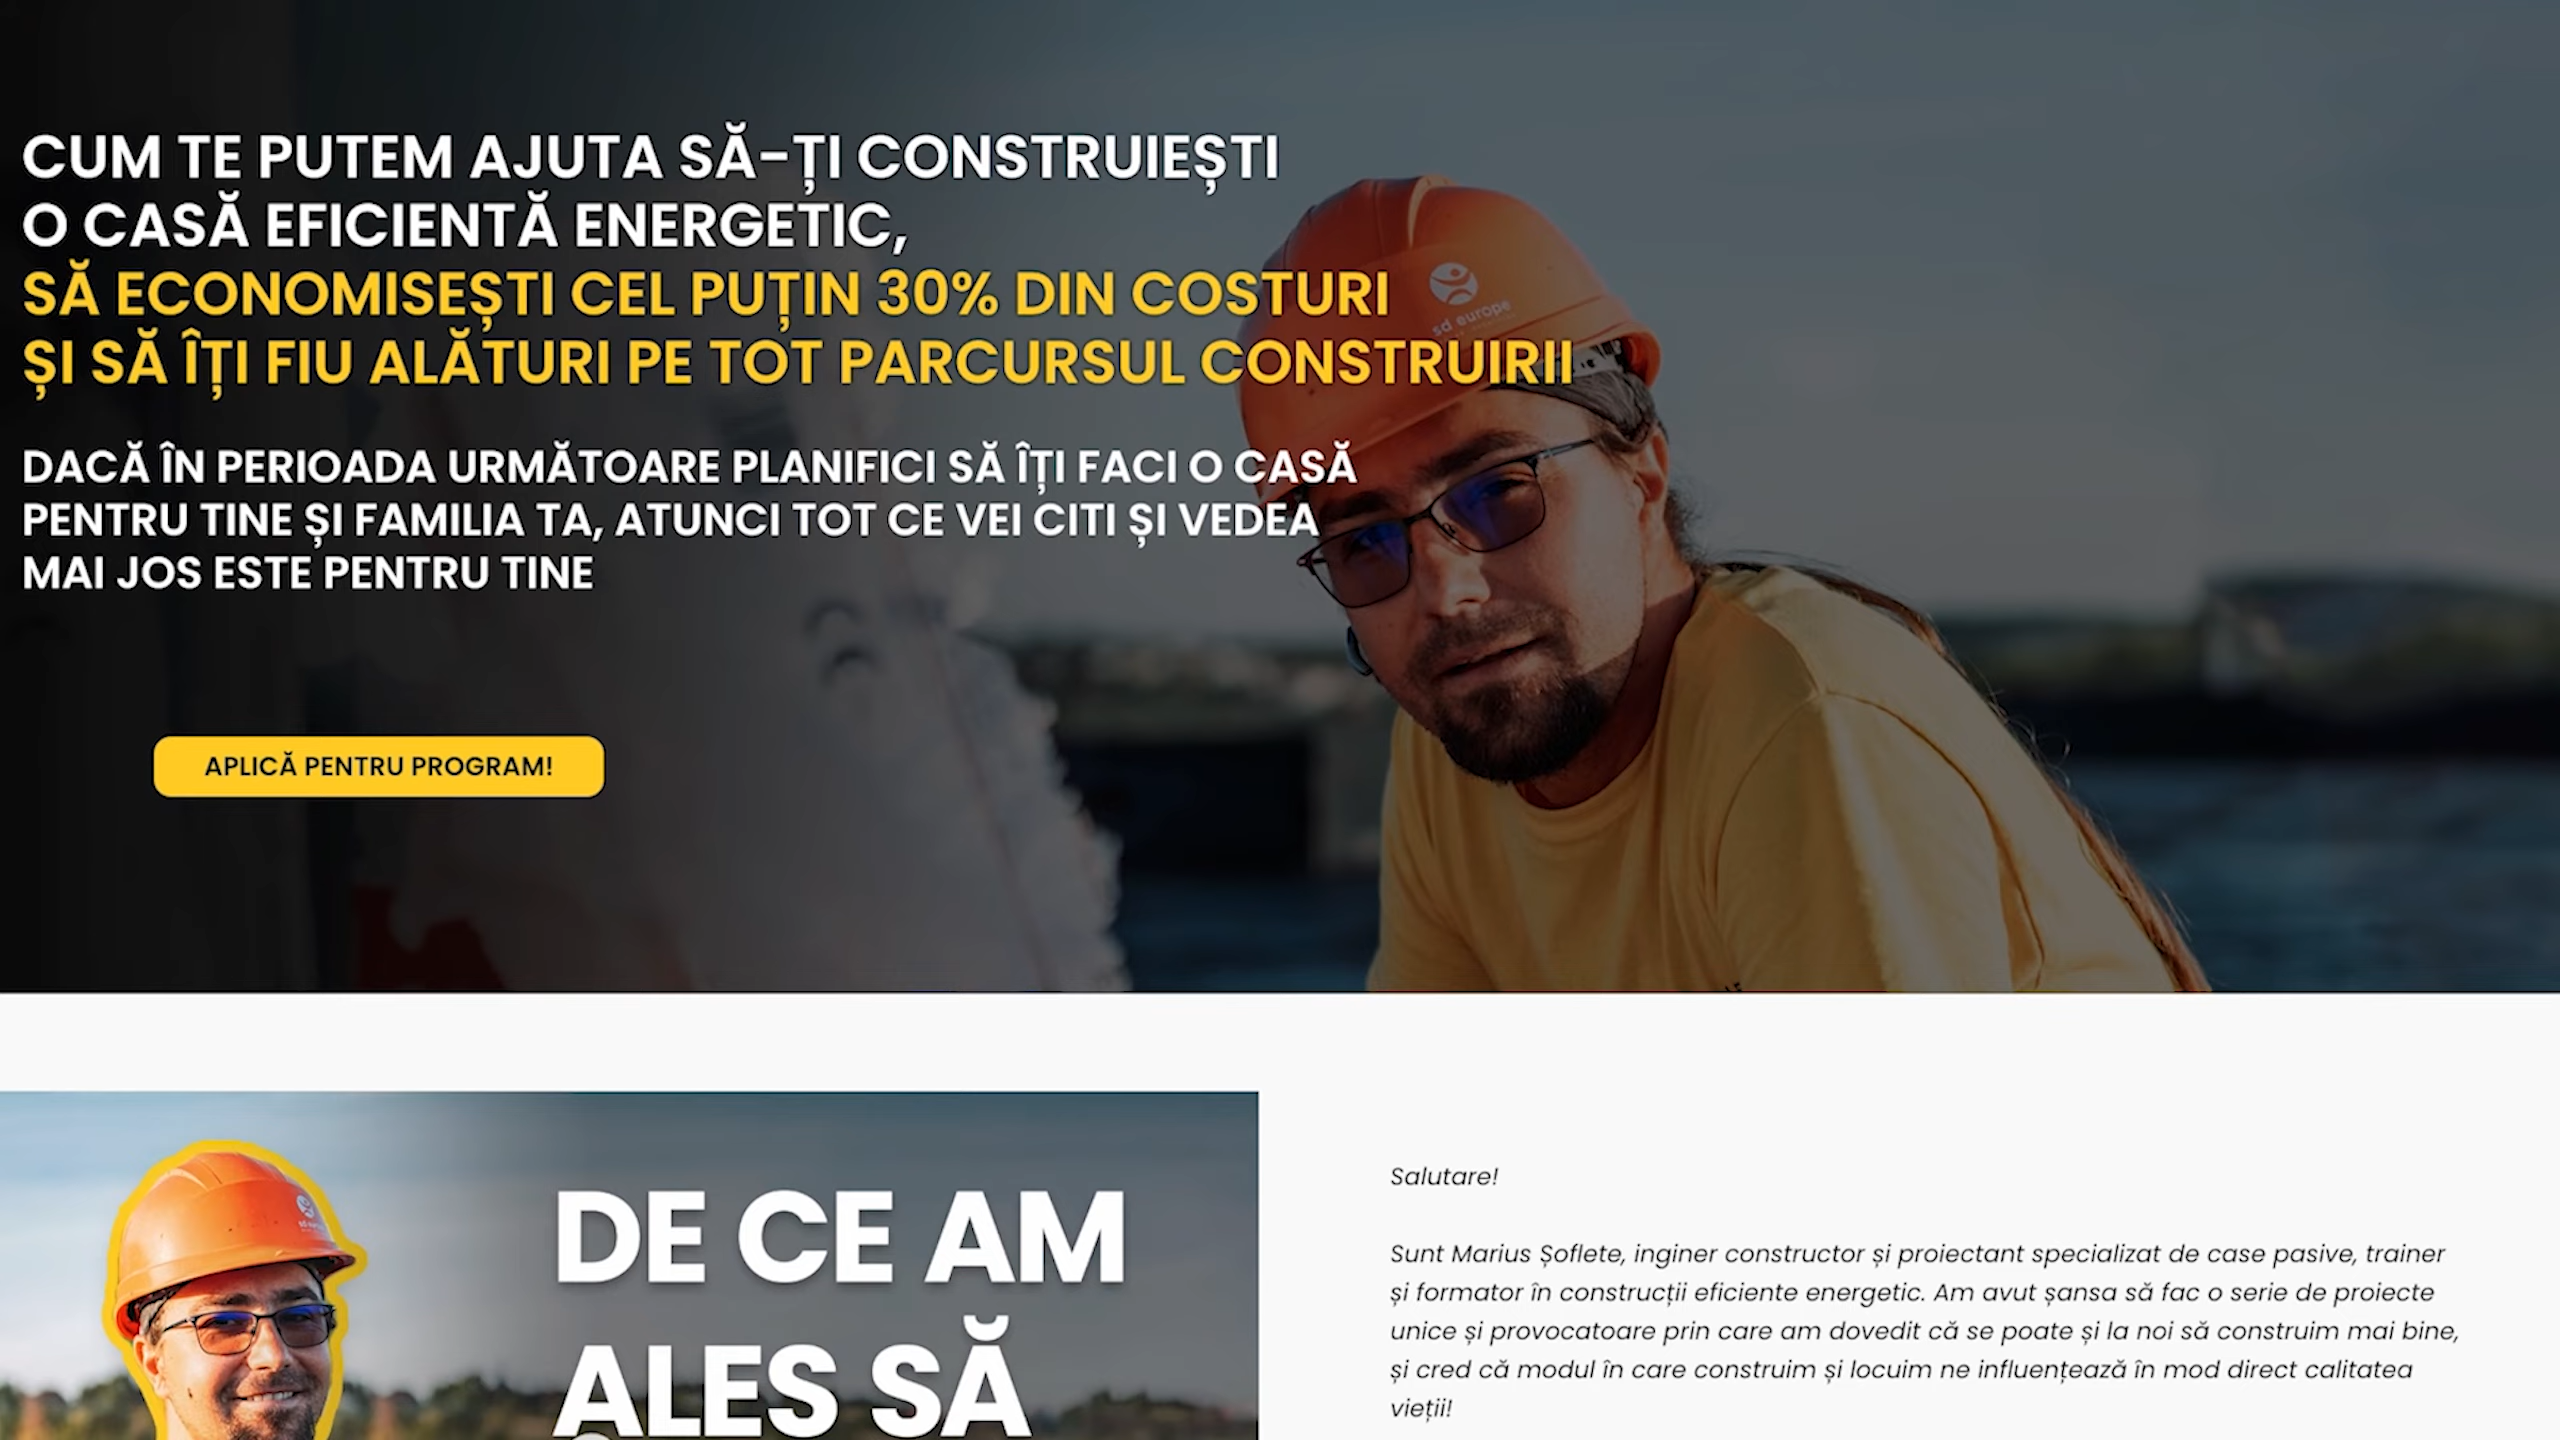 CUM TE PUTEM AJUTA SĂ-ȚI CONSTRUIEȘTI
O CASĂ EFICIENTĂ ENERGETIC,
SĂ ECONOMISEȘTI CEL PUȚIN 30% DIN COSTURI
ȘI SĂ ÎȚI FIU ALĂTURI PE TOT PARCURSUL CONSTRUIRII
sd europe
DACĂ ÎN PERIOADA URMĂTOARE PLANIFICI SĂ ÎȚI FACI O CASĂ
PENTRU TINE ȘI FAMILIA TA, ATUNCI TOT CE VEI CITI ȘI VEDEA
MAI JOS ESTE PENTRU TINE
APLICĂ PENTRU PROGRAM!
DE CE AM
ALES SĂ
Salutare!
Sunt Marius Șoflete, inginer constructor și proiectant specializat de case pasive, trainer
și formator în construcții eficiente energetic. Am avut șansa să fac o serie de proiecte
unice și provocatoare prin care am dovedit că se poate și la noi să construim mai bine,
și cred că modul în care construim și locuim ne influențează în mod direct calitatea
vieții!